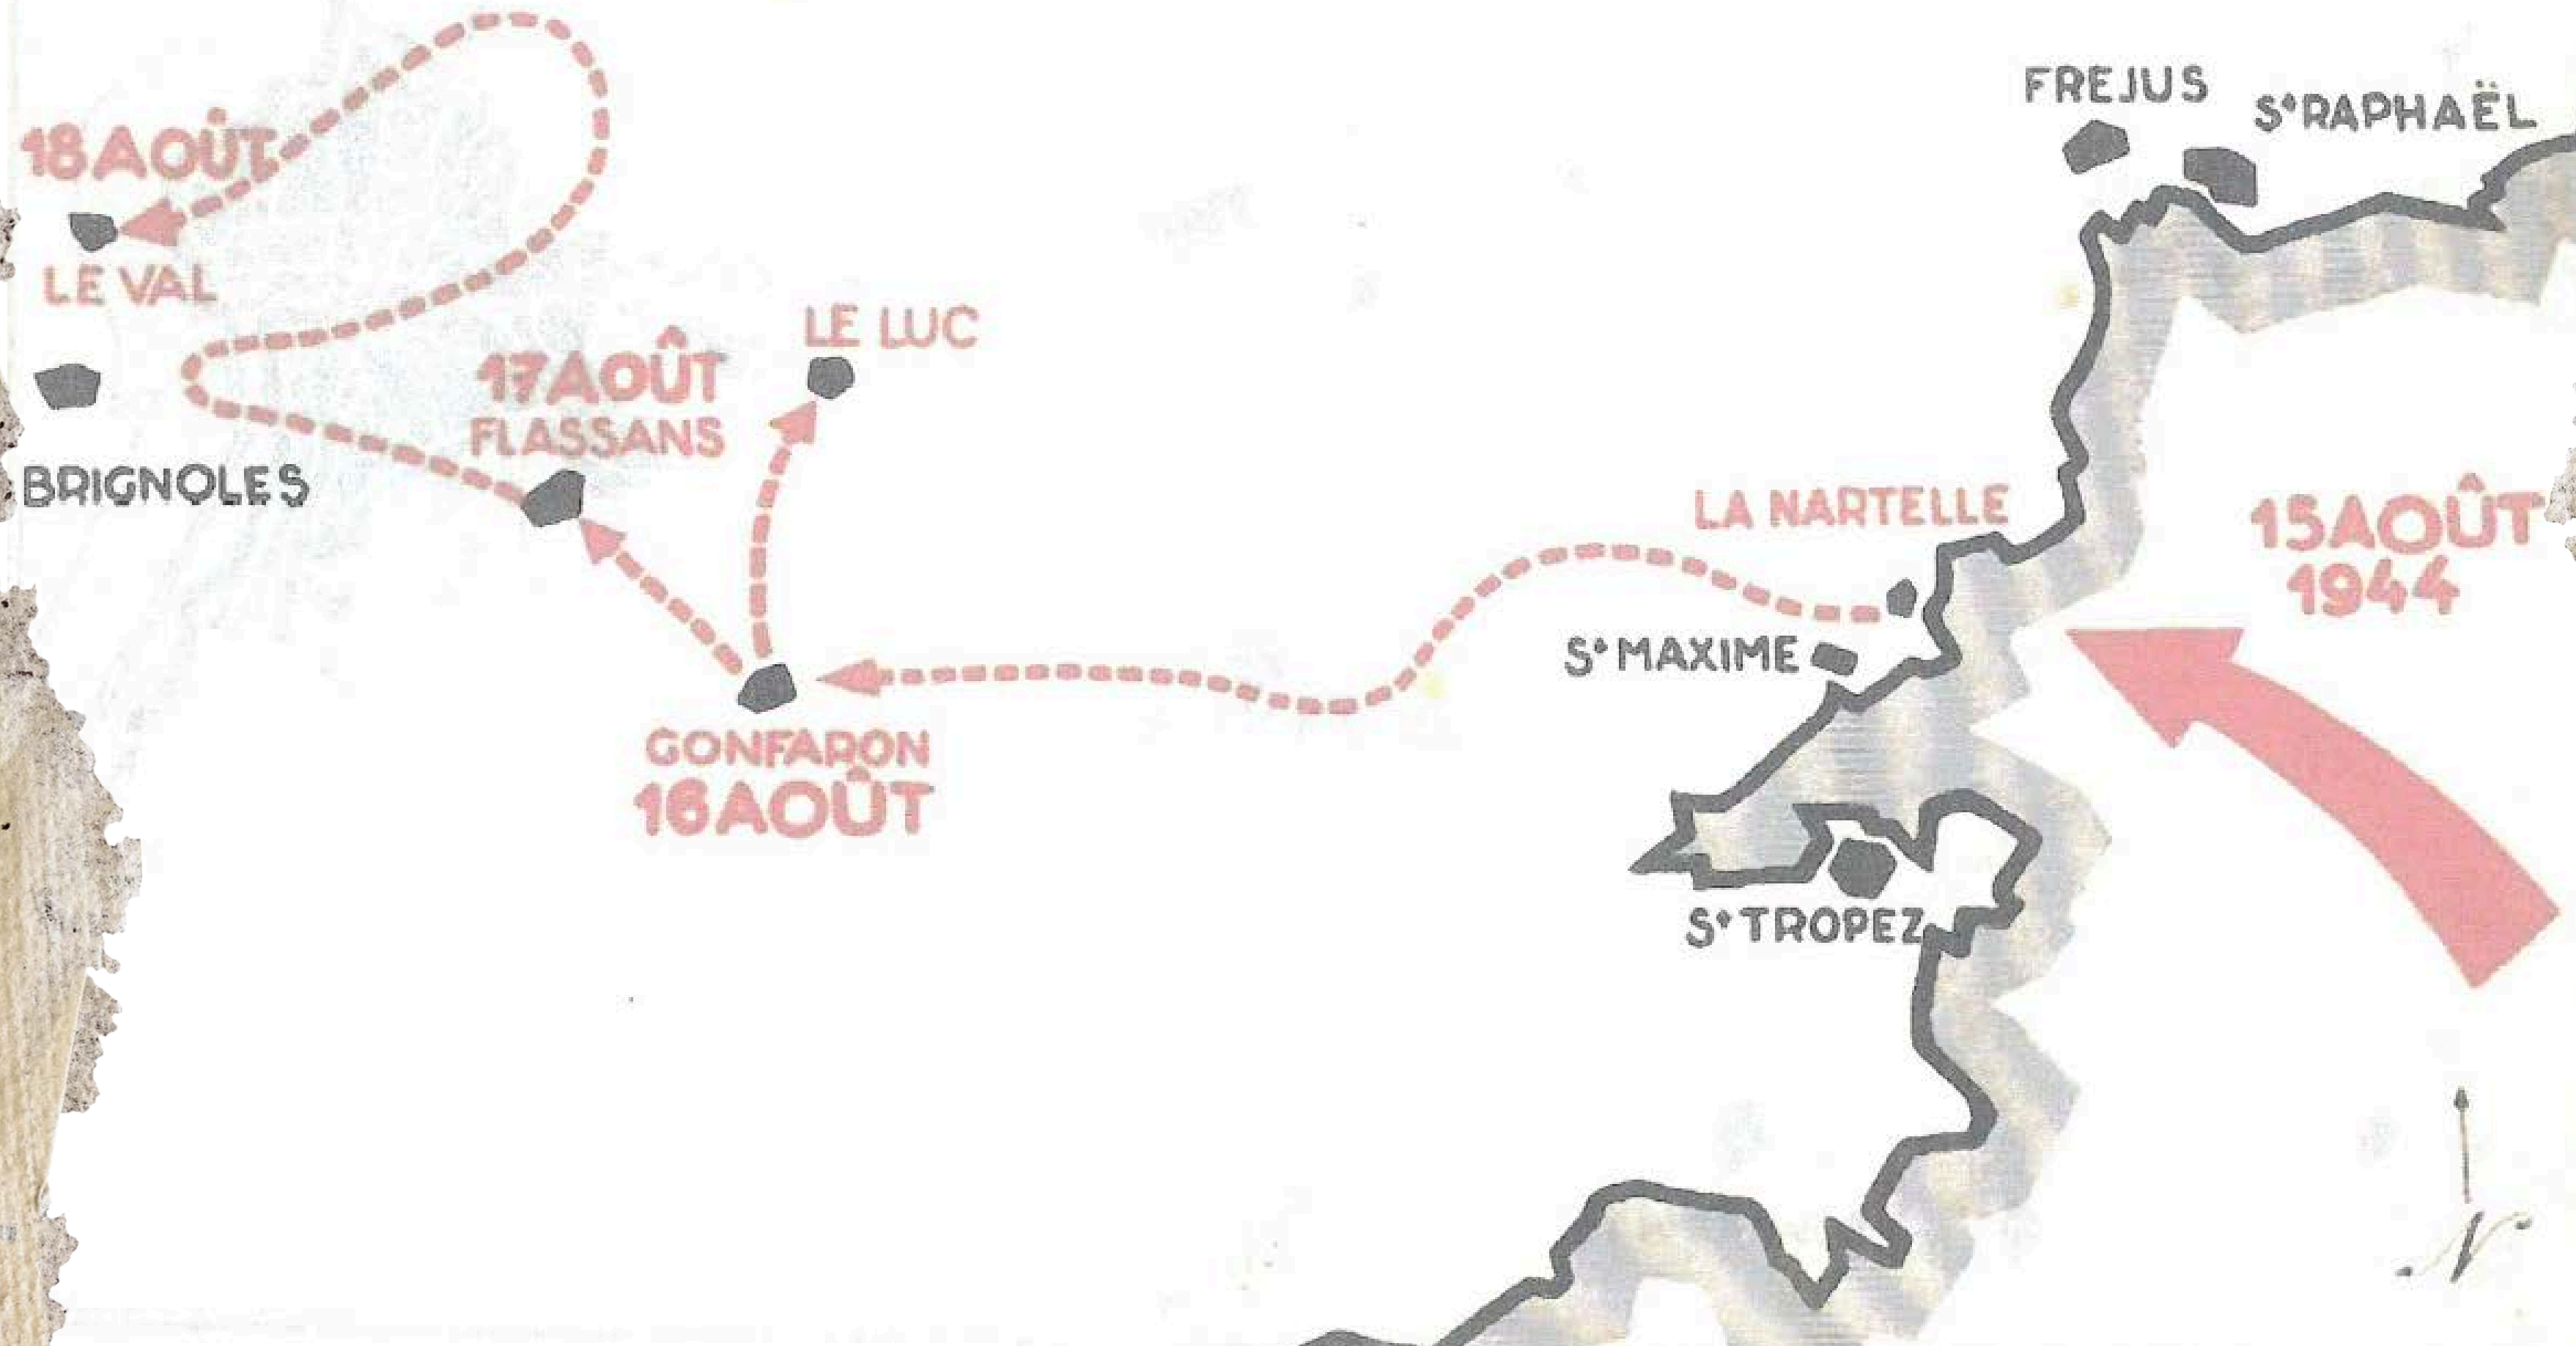 FREJUS
S^t RAPHAËL
18 AOÛT
LE VAL
LE LUC
17 AOÛT
FLASSANS
BRIGNOLES
LA NARTELLE
15 AOÛT
1944
S^t MAXIME
GONFARON
16 AOÛT
S^t TROPEZ
N